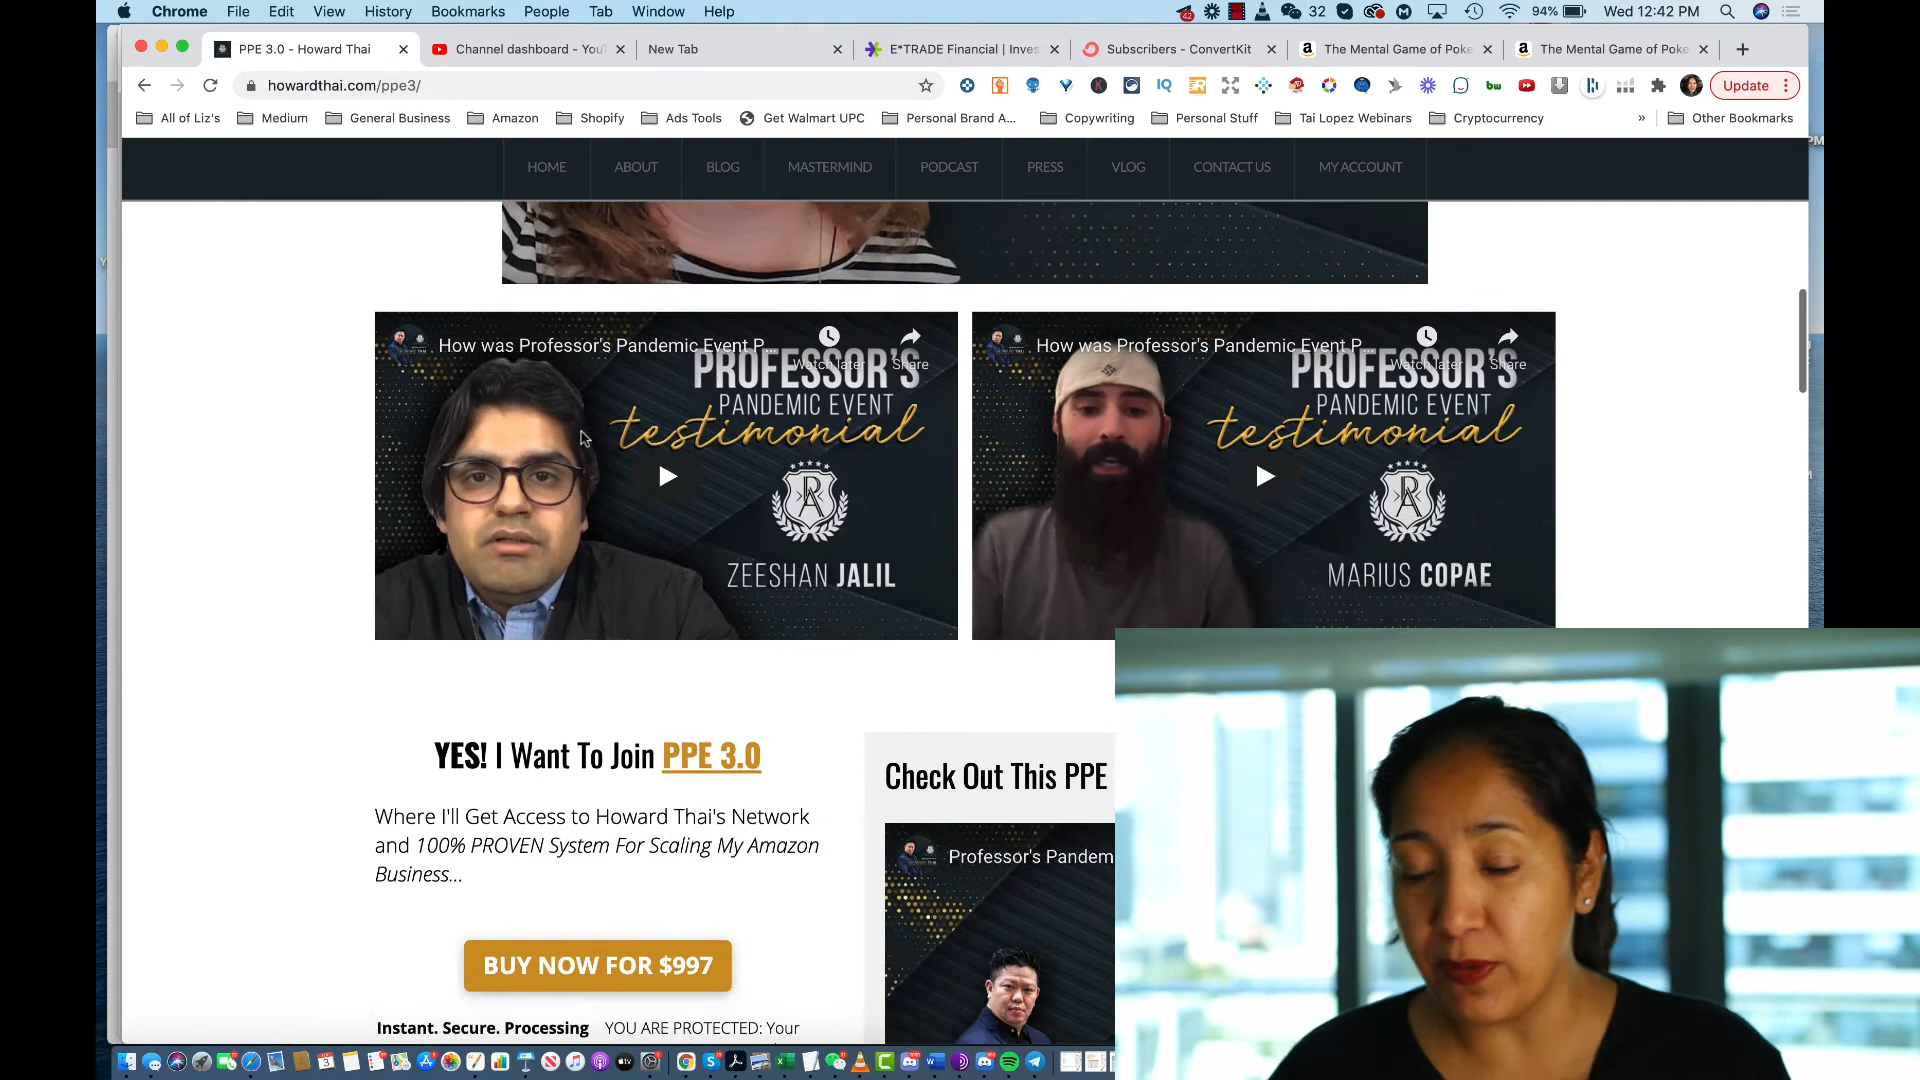 Chrome File Edit View History Bookmarks People Tab Window Help 42 32 94% Wed 12:42 PM
PPE 3.0 - Howard Thai Channel dashboard - You New Tab E*TRADE Financial | Inves Subscribers - ConvertKit The Mental Game of Poke The Mental Game of Poke
howardthai.com/ppe3/ Update
All of Liz's Medium General Business Amazon Shopify Ads Tools Get Walmart UPC Personal Brand A... Copywriting Personal Stuff Tai Lopez Webinars Cryptocurrency » Other Bookmarks
HOME ABOUT BLOG MASTERMIND PODCAST PRESS VLOG CONTACT US MY ACCOUNT
How was Professor's Pandemic Event P...
Watch later Share
PROFESSOR'S
PANDEMIC EVENT
testimonial
ZEESHAN JALIL
How was Professor's Pandemic Event P...
Watch later Share
PROFESSOR'S
PANDEMIC EVENT
testimonial
MARIUS COPAE
YES! I Want To Join PPE 3.0
Where I'll Get Access to Howard Thai's Network
and 100% PROVEN System For Scaling My Amazon
Business...
BUY NOW FOR $997
Instant. Secure. Processing YOU ARE PROTECTED: Your
Check Out This PPE
Professor's Pandem